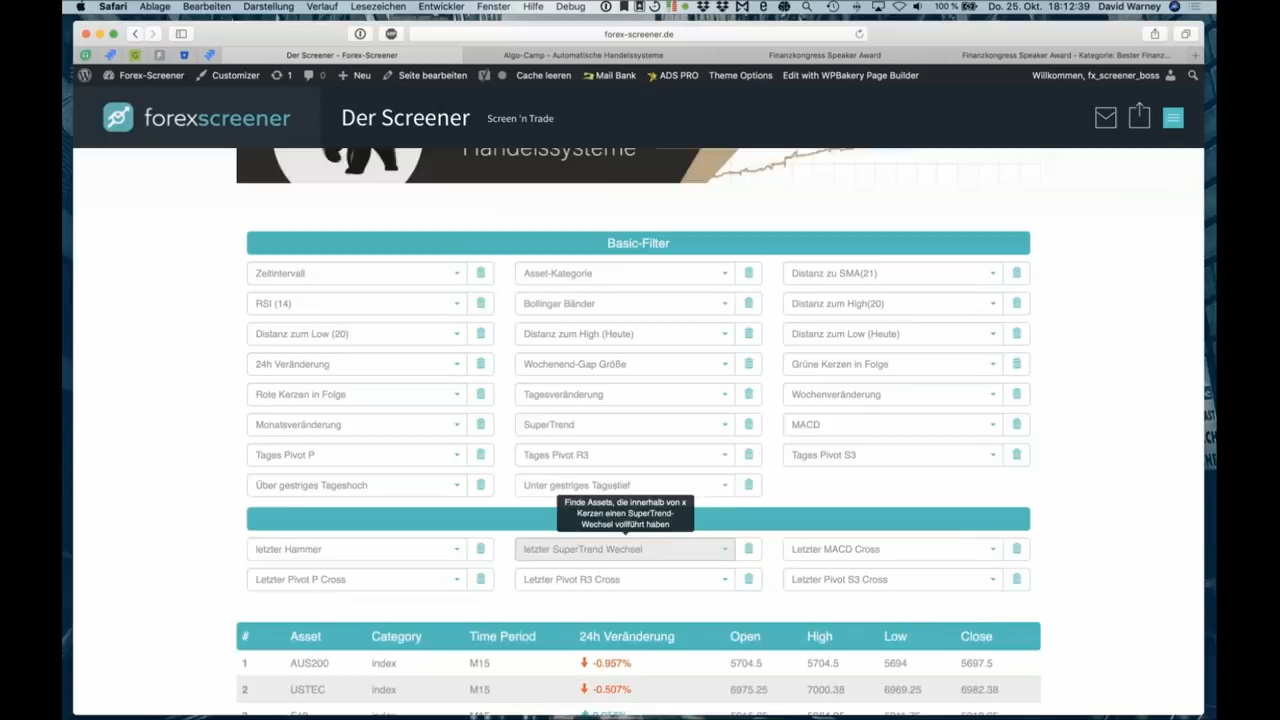 Safari Ablage Bearbeiten Darstellung Verlauf Lesezeichen Entwickler Fenster Hilfe Debug 100 % Do. 25. Okt. 18:12:39 David Warney
forex-screener.de
Der Screener - Forex-Screener Algo-Camp - Automatische Handelssysteme Finanzkongress Speaker Award Finanzkongress Speaker Award - Kategorie: Bester Finanz...
Forex-Screener Customizer 1 0 Neu Seite bearbeiten Cache leeren Mail Bank ADS PRO Theme Options Edit with WPBakery Page Builder Willkommen, fx_screener_boss
forexscreener Der Screener Screen 'n Trade
Handelssysteme
Basic-Filter
Zeitintervall Asset-Kategorie Distanz zu SMA(21)
RSI (14) Bollinger Bänder Distanz zum High(20)
Distanz zum Low (20) Distanz zum High (Heute) Distanz zum Low (Heute)
24h Veränderung Wochenend-Gap Größe Grüne Kerzen in Folge
Rote Kerzen in Folge Tagesveränderung Wochenveränderung
Monatsveränderung SuperTrend MACD
Tages Pivot P Tages Pivot R3 Tages Pivot S3
Über gestriges Tageshoch Unter gestriges Tagestief
Finde Assets, die innerhalb von x
Kerzen einen SuperTrend-
Wechsel vollführt haben
letzter Hammer letzter SuperTrend Wechsel Letzter MACD Cross
Letzter Pivot P Cross Letzter Pivot R3 Cross Letzter Pivot S3 Cross
# Asset Category Time Period 24h Veränderung Open High Low Close
1 AUS200 index M15 -0.957% 5704.5 5704.5 5694 5697.5
2 USTEC index M15 -0.507% 6975.25 7000.38 6969.25 6982.38